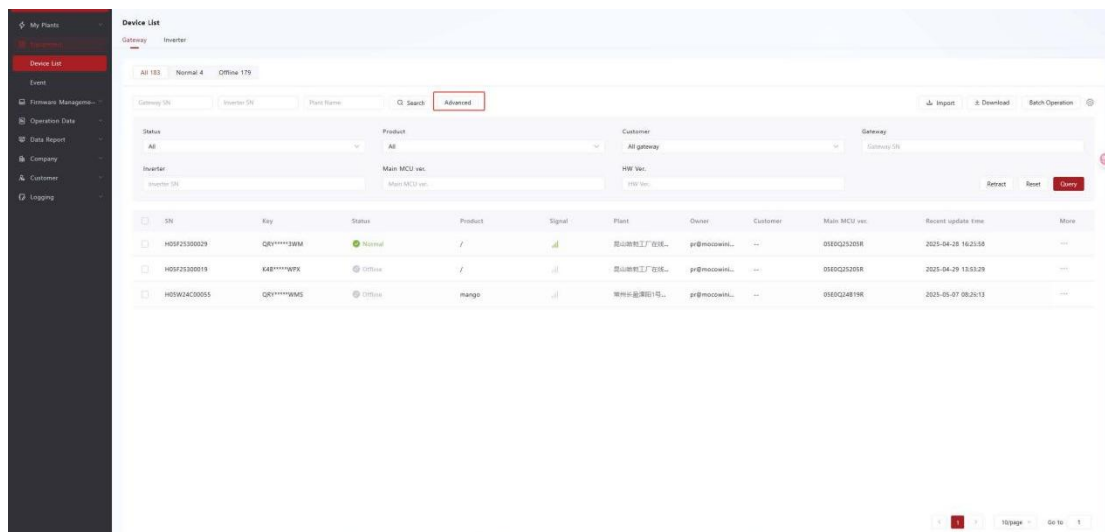 My Plants
Device List
Event
Firmware Manageme...
Operation Data
Data Report
Company
Customer
Logging
Device List
Gateway Inverter
All 183 Normal 4 Offline 179
Gateway SN Inverter SN Plant Name Search Advanced Import Download Batch Operation
Status Product Customer Gateway
All All All gateway Gateway SN
Inverter Main MCU ver. HW Ver.
Inverter SN Main MCU ver. HW Ver. Retract Reset Query
SN Key Status Product Signal Plant Owner Customer Main MCU ver. Recent update time More
H05F25300029 QRY*****3WM Normal / pr@mocowini... -- 05E0Q25205R 2025-04-28 16:25:58 ...
H05F25300019 K48*****WPX Offline / pr@mocowini... -- 05E0Q25205R 2025-04-29 13:53:29 ...
H05W24C00055 QRY*****WMS Offline mango pr@mocowini... -- 05E0Q24B19R 2025-05-07 08:26:13 ...
1 10/page Go to 1